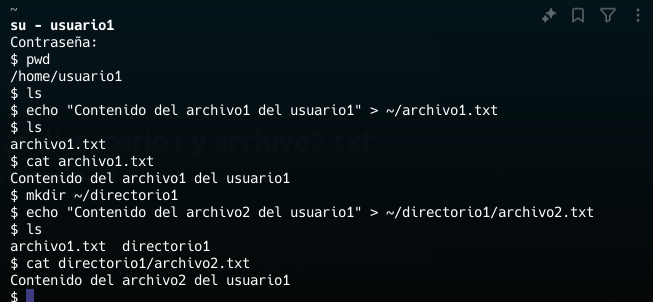 ~
su - usuario1
Contraseña:
$ pwd
/home/usuario1
$ ls
$ echo "Contenido del archivo1 del usuario1" > ~/archivo1.txt
$ ls
archivo1.txt
$ cat archivo1.txt
Contenido del archivo1 del usuario1
$ mkdir ~/directorio1
$ echo "Contenido del archivo2 del usuario1" > ~/directorio1/archivo2.txt
$ ls
archivo1.txt  directorio1
$ cat directorio1/archivo2.txt
Contenido del archivo2 del usuario1
$